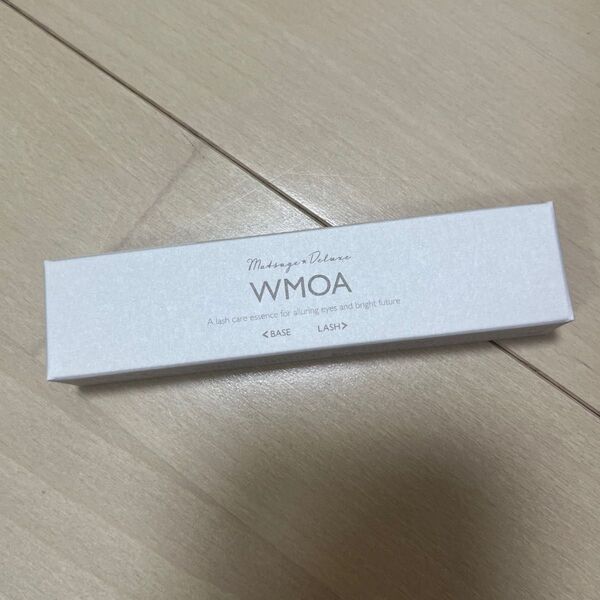 Matsuge★Deluxe
WMOA
A lash care essence for alluring eyes and bright future
<BASE LASH>